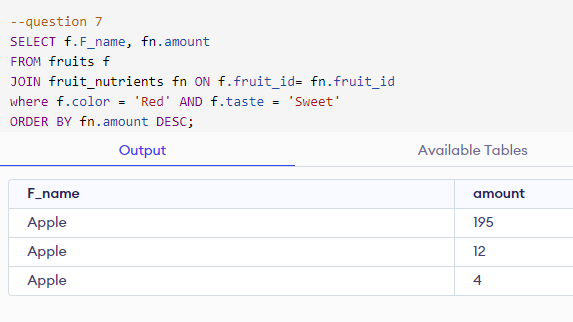 --question 7
SELECT f.F_name, fn.amount
FROM fruits f
JOIN fruit_nutrients fn ON f.fruit_id= fn.fruit_id
where f.color = 'Red' AND f.taste = 'Sweet'
ORDER BY fn.amount DESC;
Output Available Tables
F_name amount
Apple 195
Apple 12
Apple 4